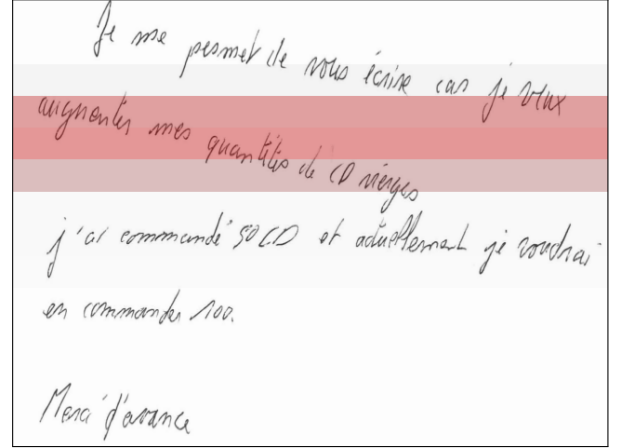 Je me permet de vous écrire car je veux
augmenter mes quantités de CD vierges
j'ai commandé 50 CD et actuellement je voudrai
en commander 100.
Merci d'avance